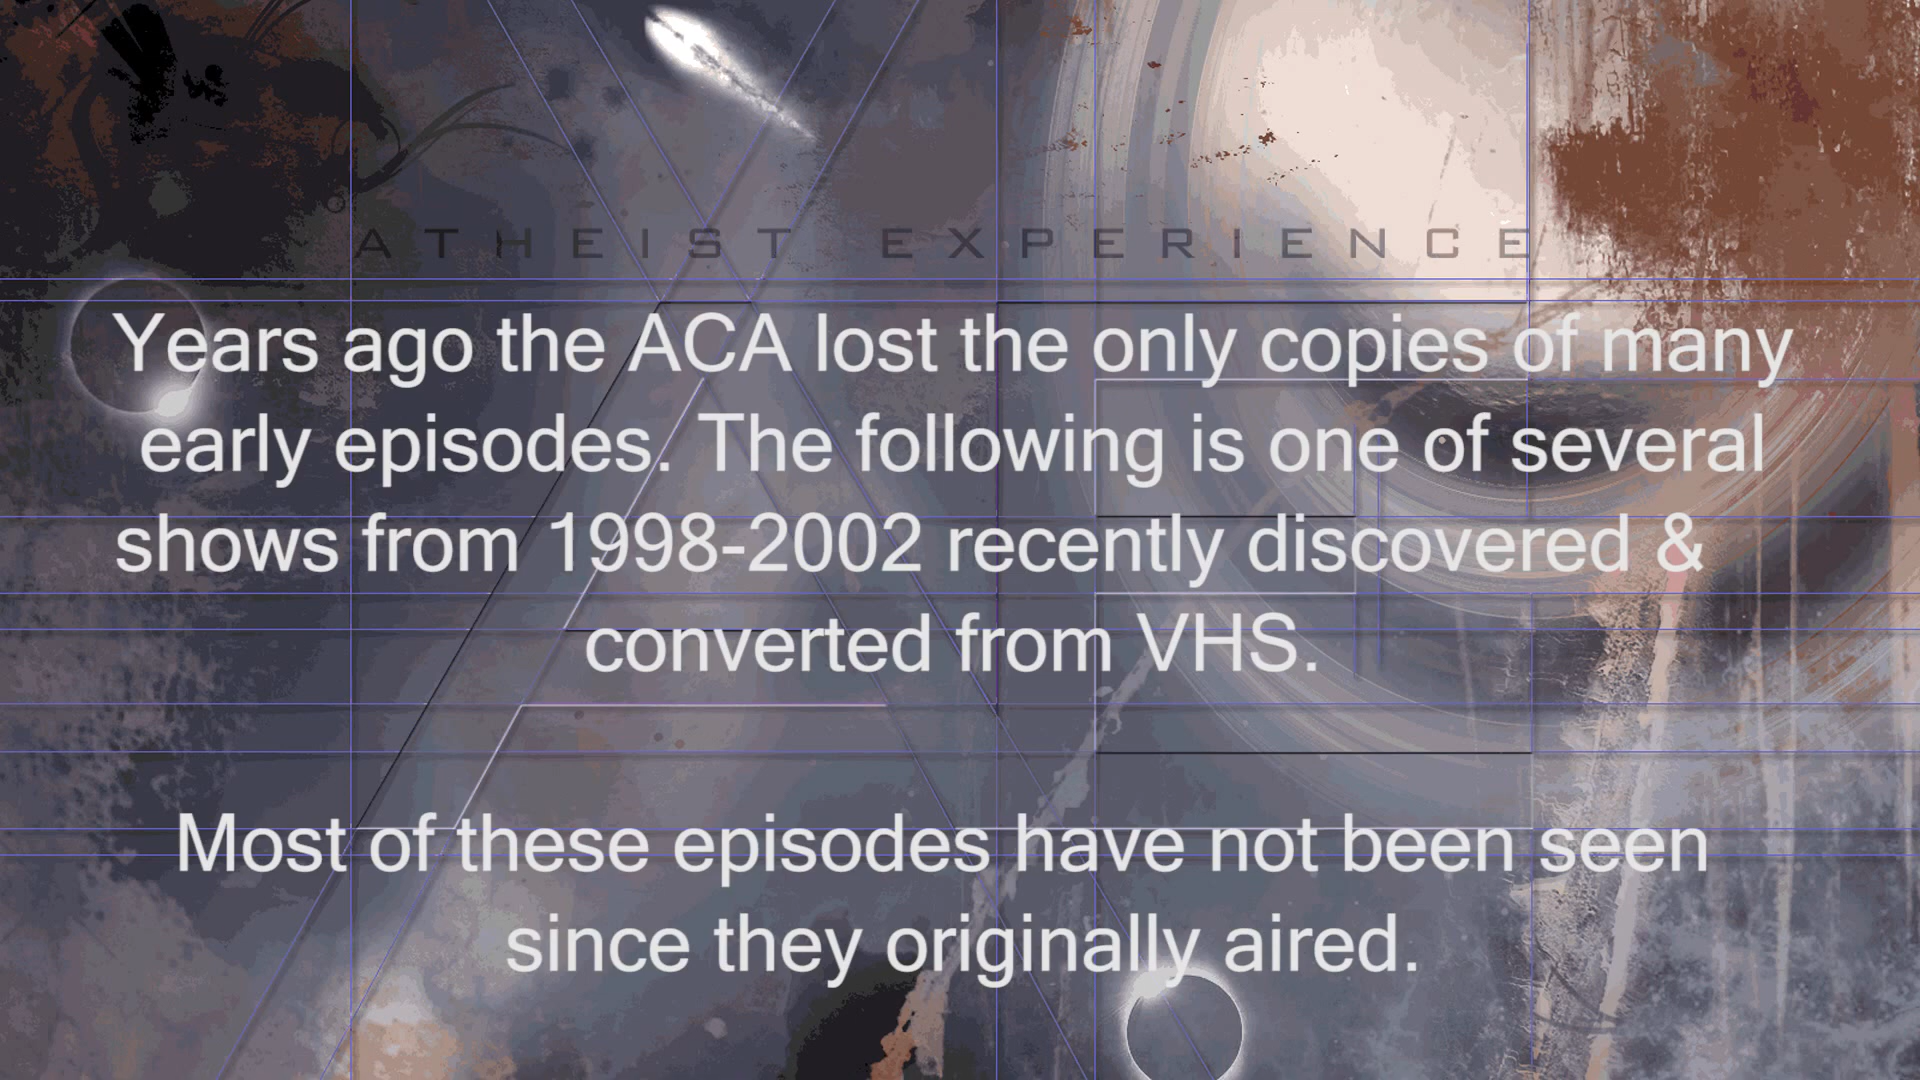 ATHEIST EXPERIENCE
Years ago the ACA lost the only copies of many
early episodes. The following is one of several
shows from 1998-2002 recently discovered &
converted from VHS.
Most of these episodes have not been seen
since they originally aired.